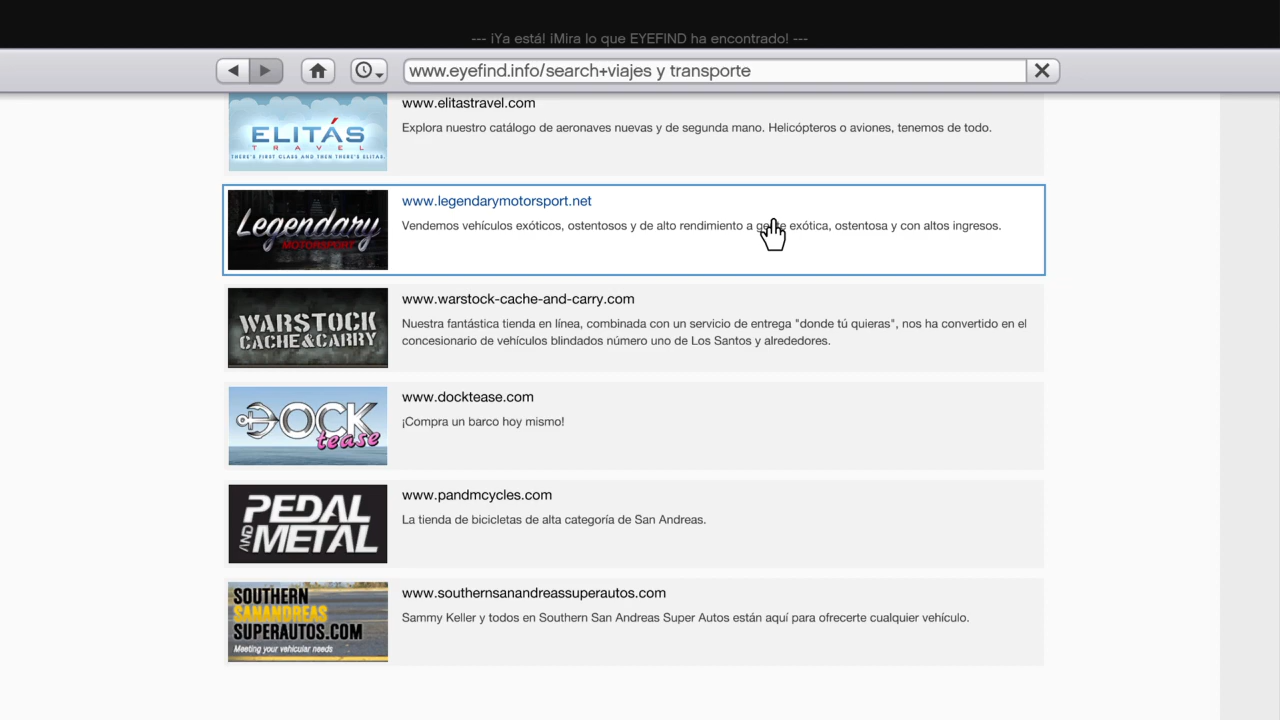 --- ¡Ya está! ¡Mira lo que EYEFIND ha encontrado! ---
www.eyefind.info/search+viajes y transporte
ELITÁS
TRAVEL
THERE'S FIRST CLASS AND THEN THERE'S ELITAS.
www.elitastravel.com
Explora nuestro catálogo de aeronaves nuevas y de segunda mano. Helicópteros o aviones, tenemos de todo.
Legendary
MOTORSPORT
www.legendarymotorsport.net
Vendemos vehículos exóticos, ostentosos y de alto rendimiento a gente exótica, ostentosa y con altos ingresos.
WARSTOCK
CACHE&CARRY
www.warstock-cache-and-carry.com
Nuestra fantástica tienda en línea, combinada con un servicio de entrega "donde tú quieras", nos ha convertido en el
concesionario de vehículos blindados número uno de Los Santos y alrededores.
DOCK
tease
www.docktease.com
¡Compra un barco hoy mismo!
PEDAL
AND METAL
www.pandmcycles.com
La tienda de bicicletas de alta categoría de San Andreas.
SOUTHERN
SANANDREAS
SUPERAUTOS.COM
Meeting your vehicular needs
www.southernsanandreassuperautos.com
Sammy Keller y todos en Southern San Andreas Super Autos están aquí para ofrecerte cualquier vehículo.